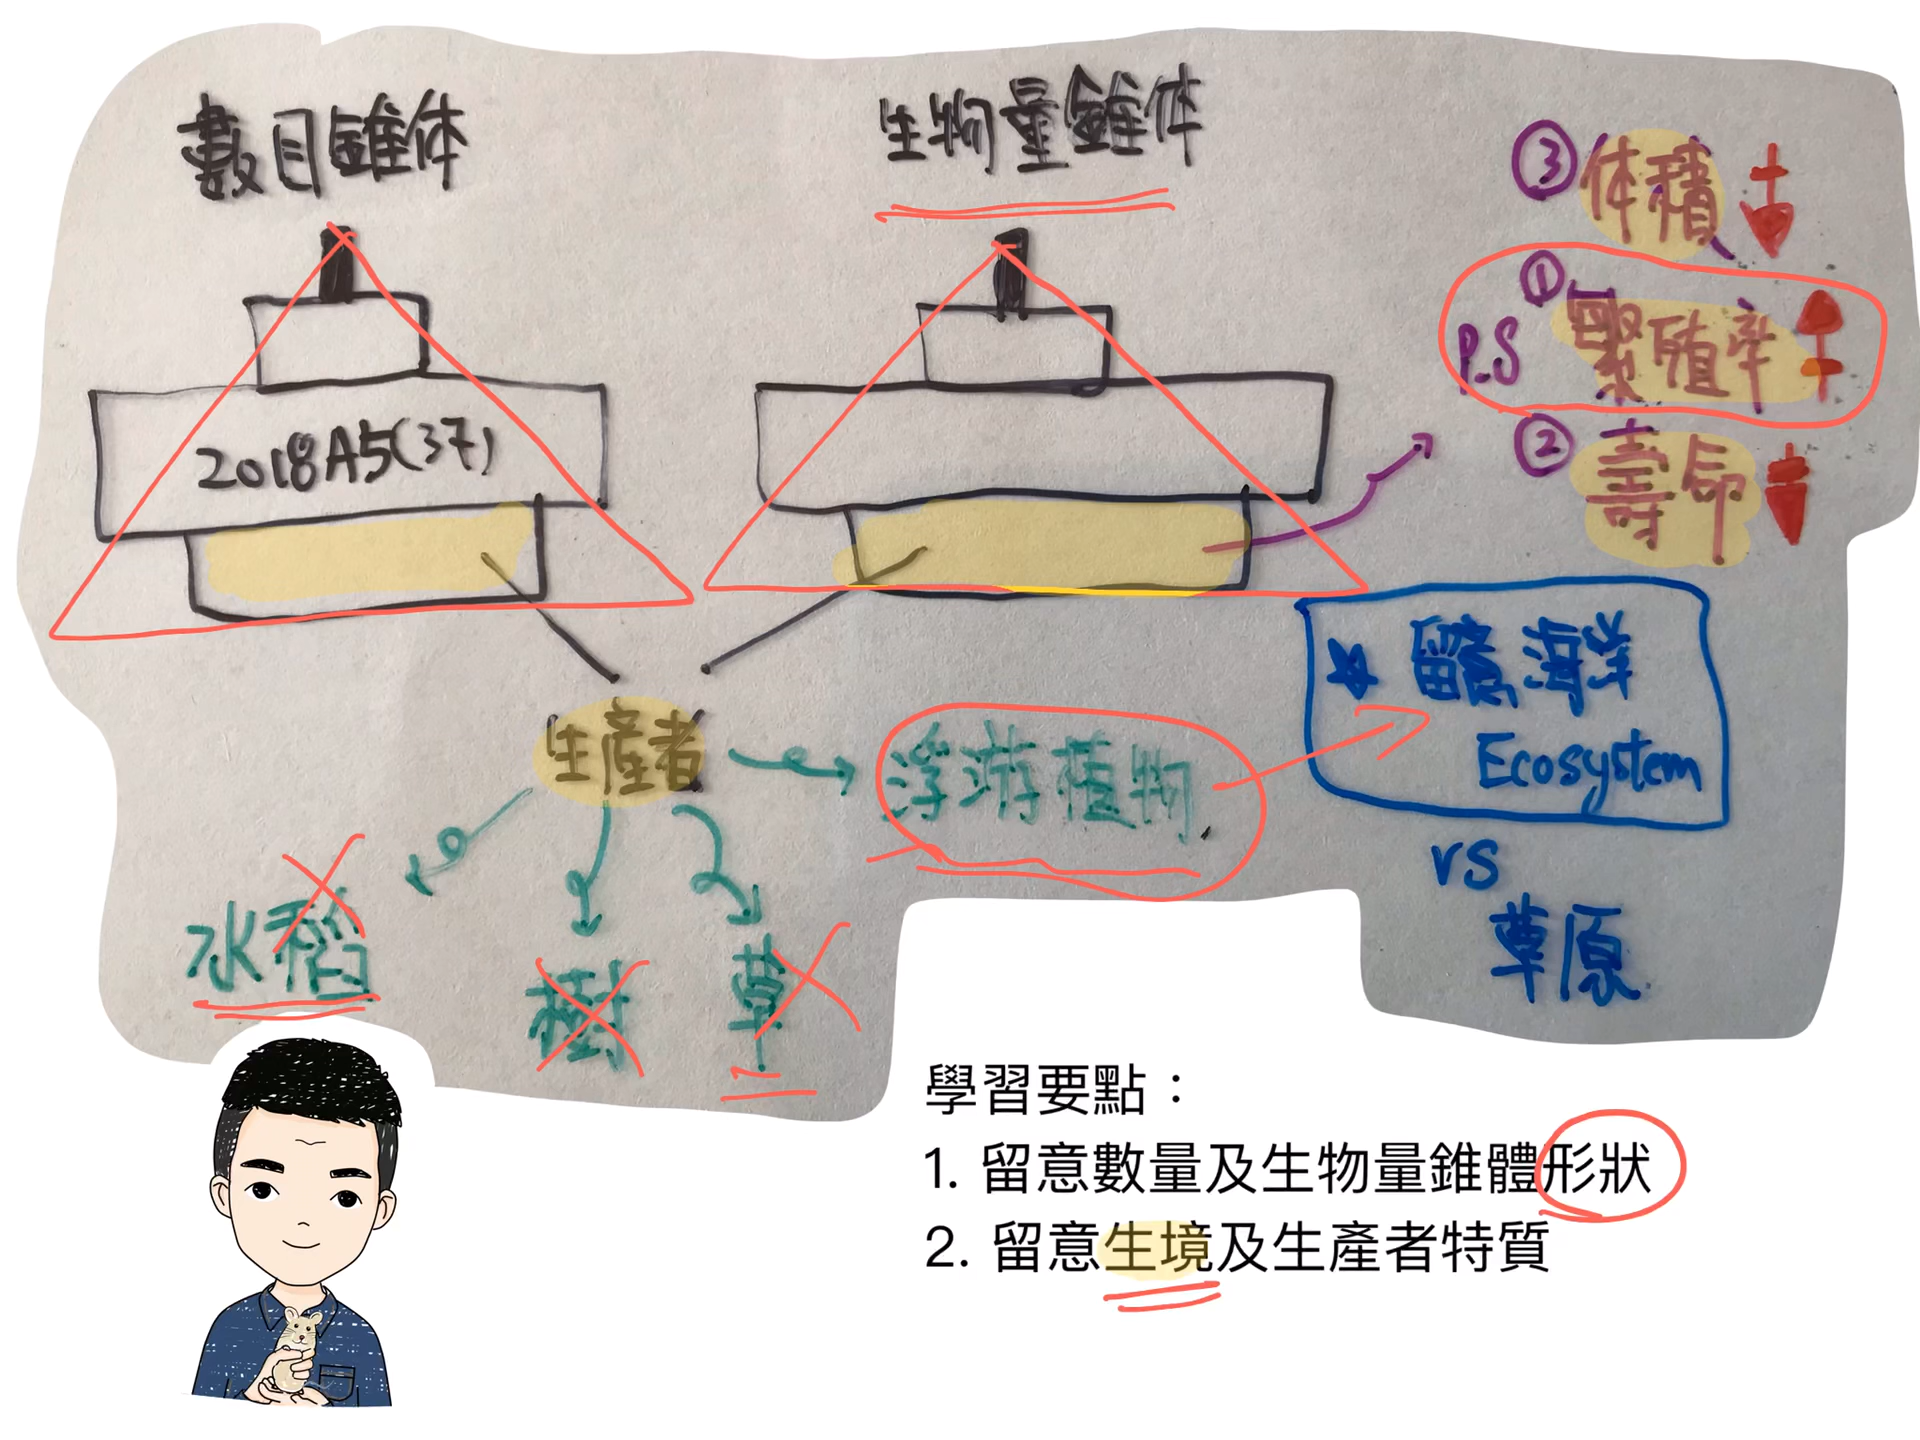 數目錐体
生物量錐体
2018A5(37)
③体積
P.S ①繁殖率
②壽命
生產者
浮游植物
水稻
樹
草
留意海洋
Ecosystem
vs
草原
學習要點：
1. 留意數量及生物量錐體形狀
2. 留意生境及生產者特質